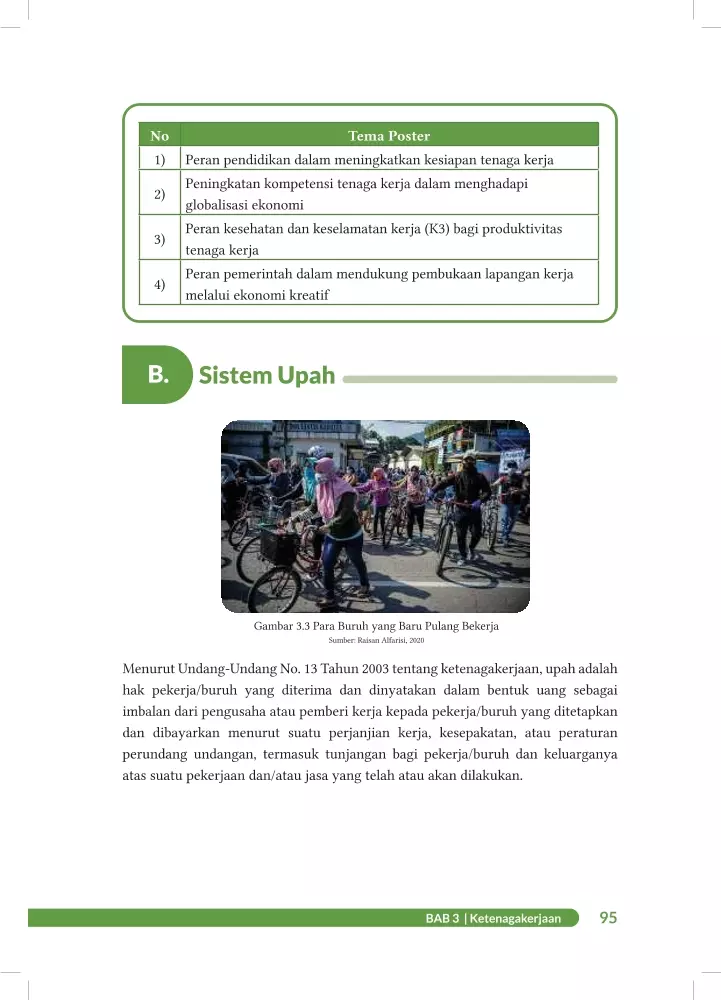 No Tema Poster
1) Peran pendidikan dalam meningkatkan kesiapan tenaga kerja
2) Peningkatan kompetensi tenaga kerja dalam menghadapi
globalisasi ekonomi
3) Peran kesehatan dan keselamatan kerja (K3) bagi produktivitas
tenaga kerja
4) Peran pemerintah dalam mendukung pembukaan lapangan kerja
melalui ekonomi kreatif
B. Sistem Upah
Gambar 3.3 Para Buruh yang Baru Pulang Bekerja
Sumber: Raisan Alfarisi, 2020
Menurut Undang-Undang No. 13 Tahun 2003 tentang ketenagakerjaan, upah adalah
hak pekerja/buruh yang diterima dan dinyatakan dalam bentuk uang sebagai
imbalan dari pengusaha atau pemberi kerja kepada pekerja/buruh yang ditetapkan
dan dibayarkan menurut suatu perjanjian kerja, kesepakatan, atau peraturan
perundang undangan, termasuk tunjangan bagi pekerja/buruh dan keluarganya
atas suatu pekerjaan dan/atau jasa yang telah atau akan dilakukan.
BAB 3 | Ketenagakerjaan 95